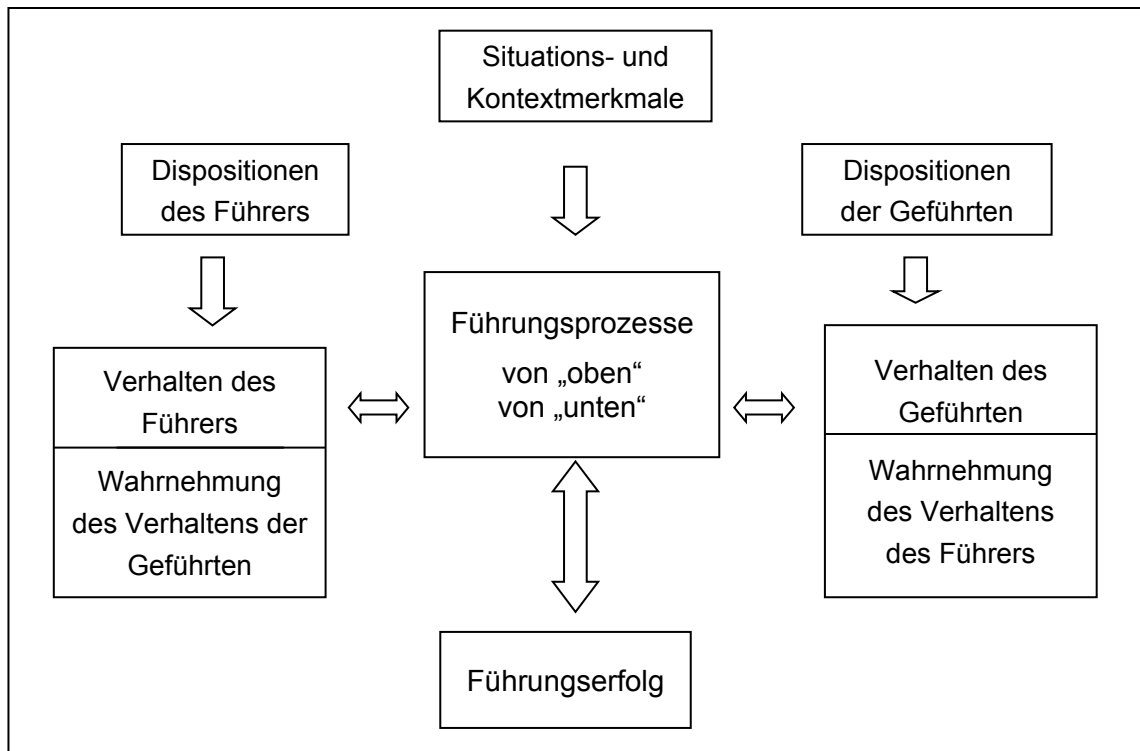 Situations- und
Kontextmerkmale
Dispositionen
des Führers
Dispositionen
der Geführten
Führungsprozesse
von „oben“
von „unten“
Verhalten des
Führers
Wahrnehmung
des Verhaltens der
Geführten
Verhalten des
Geführten
Wahrnehmung
des Verhaltens
des Führers
Führungserfolg